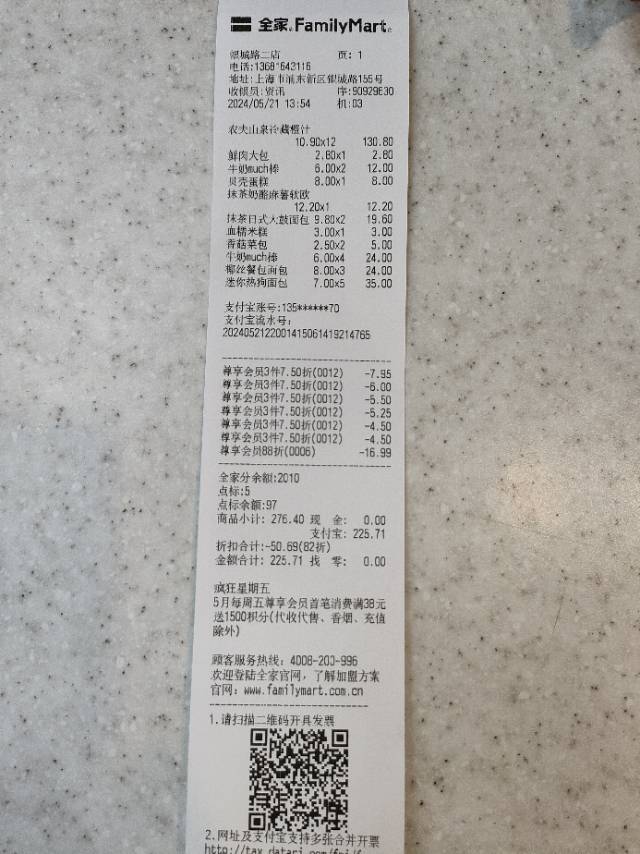 全家 FamilyMart
银城路二店 页: 1
地址:上海市浦东新区银城路155号
收银员:资讯 序:90929830
2024/05/21 13:54 机:03
农夫山泉冷藏橙汁
10.90x12 130.80
鲜肉大包 2.80x1 2.80
牛奶much棒 6.00x2 12.00
贝壳蛋糕 8.00x1 8.00
抹茶奶酪麻薯软欧
12.20x1 12.20
抹茶日式大鼓面包 9.80x2 19.60
血糯米糕 3.00x1 3.00
香菇菜包 2.50x2 5.00
牛奶much棒 6.00x4 24.00
椰丝餐包面包 8.00x3 24.00
迷你热狗面包 7.00x5 35.00
支付宝账号:135******70
支付宝流水号:
2024052122001415061419214765
尊享会员3件7.50折(0012) -7.95
尊享会员3件7.50折(0012) -6.00
尊享会员3件7.50折(0012) -5.50
尊享会员3件7.50折(0012) -5.25
尊享会员3件7.50折(0012) -4.50
尊享会员3件7.50折(0012) -4.50
尊享会员88折(0006) -16.99
全家分余额:2010
点标:5
点标余额:97
商品小计: 276.40 现 金: 0.00
支付宝: 225.71
折扣合计:-50.69(82折)
金额合计: 225.71 找 零: 0.00
疯狂星期五
5月每周五尊享会员首笔消费满38元
送1500积分(代收代售、香烟、充值
除外)
顾客服务热线: 4008-200-996
欢迎登陆全家官网,了解加盟方案
官网: www.familymart.com.cn
1.请扫描二维码开具发票
2.网址及支付宝支持多张合并开票